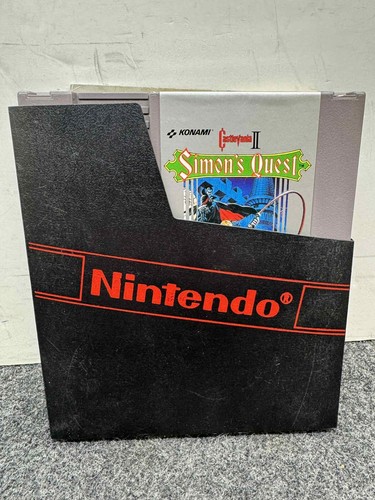 KONAMI
Castlevania II
Simon's Quest
Nintendo®